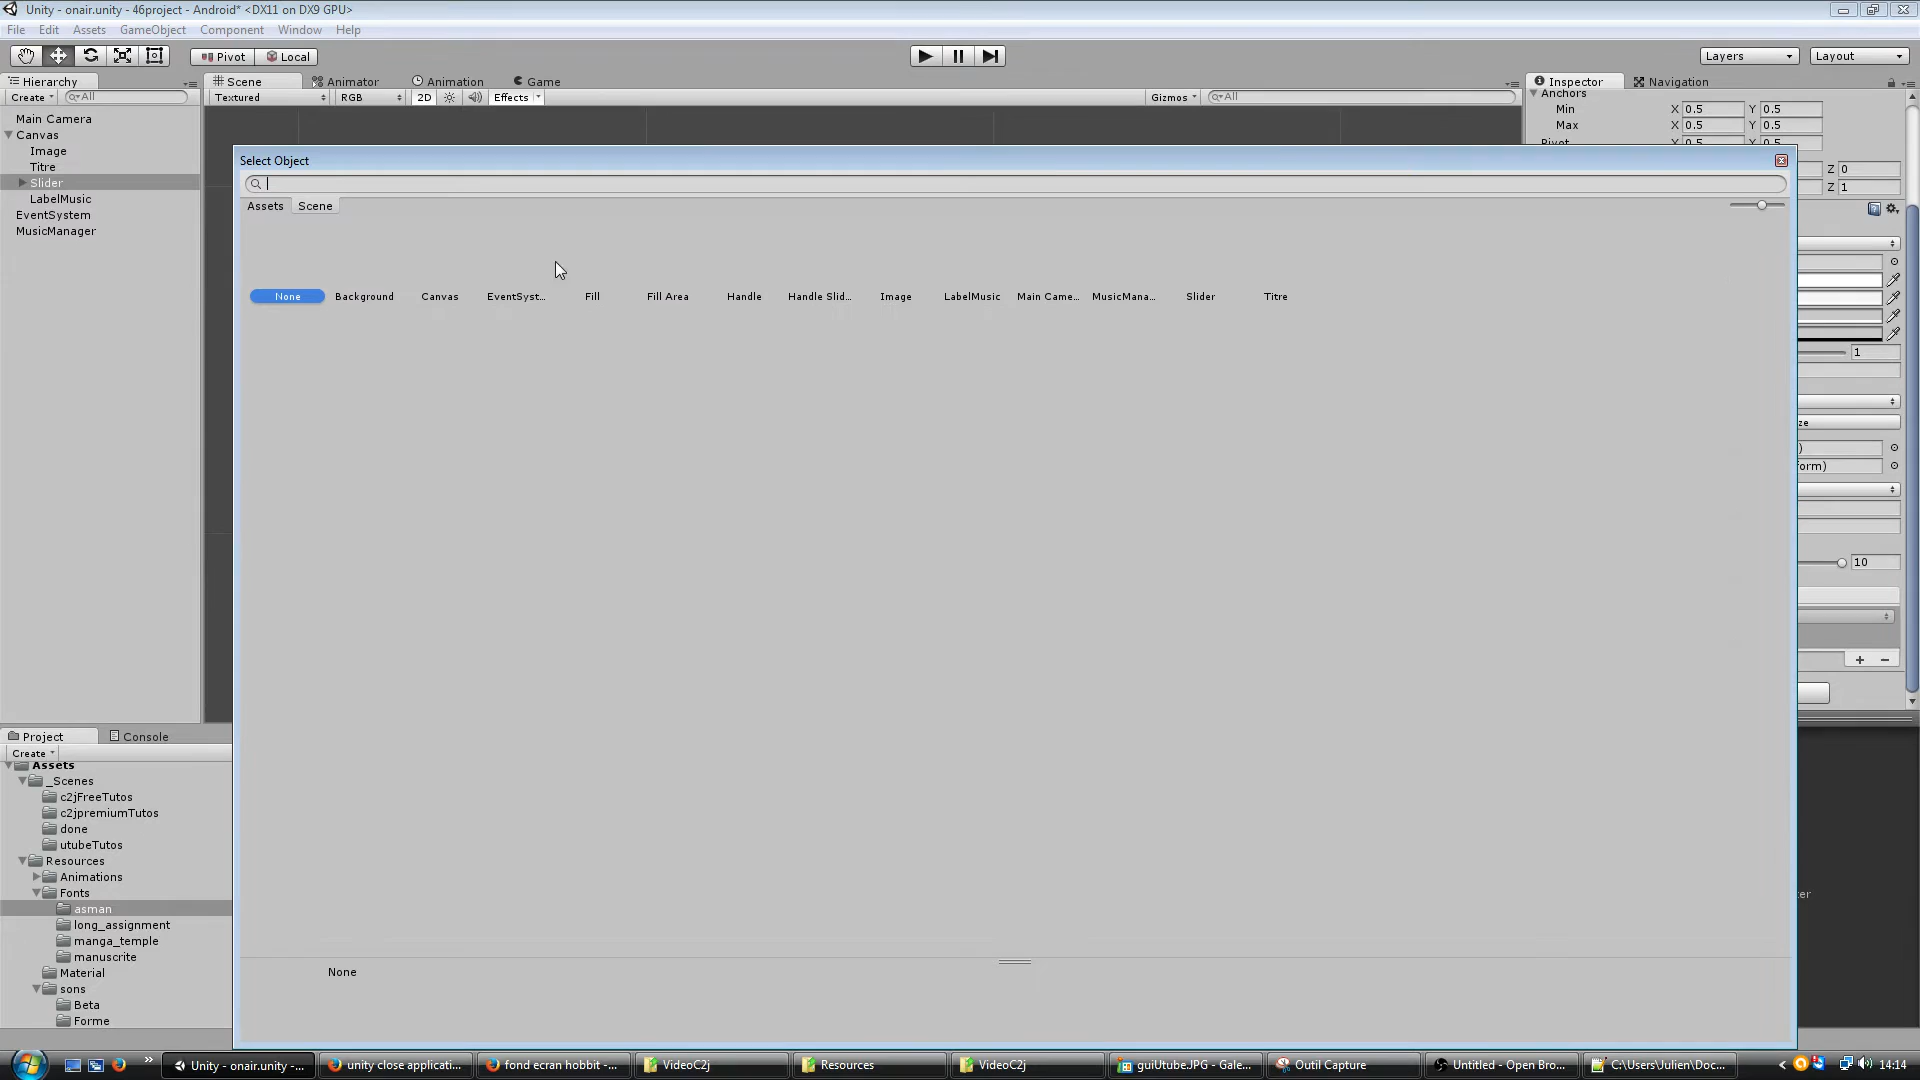 Unity - onair.unity - 46project - Android* <DX11 on DX9 GPU>
File Edit Assets GameObject Component Window Help
Pivot Local Layers Layout
Hierarchy Scene Animator Animation Game Inspector Navigation
Create All Textured RGB 2D Effects Gizmos All
Anchors
Min X 0.5 Y 0.5
Max X 0.5 Y 0.5
Main Camera
Canvas
Image
Titre
Slider
LabelMusic
EventSystem
MusicManager
Select Object
Assets Scene
None Background Canvas EventSyst... Fill Fill Area Handle Handle Slid... Image LabelMusic Main Came... MusicMana... Slider Titre
None
Z 0
Z 1
1
ze
)
orm)
10
+ −
Project Console
Create
Assets
_Scenes
c2jFreeTutos
c2jpremiumTutos
done
utubeTutos
Resources
Animations
Fonts
asman
long_assignment
manga_temple
manuscrite
Material
sons
Beta
Forme
ter
» Unity - onair.unity -... unity close applicati... fond ecran hobbit -... VideoC2j Resources VideoC2j guiUtube.JPG - Gale... Outil Capture Untitled - Open Bro... C:\Users\Julien\Doc... < 14:14